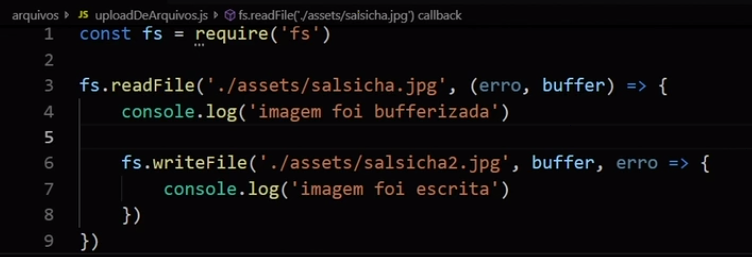 arquivos > JS uploadDeArquivos.js > fs.readFile('./assets/salsicha.jpg') callback
1 const fs = require('fs')
2
3 fs.readFile('./assets/salsicha.jpg', (erro, buffer) => {
4 console.log('imagem foi bufferizada')
5
6 fs.writeFile('./assets/salsicha2.jpg', buffer, erro => {
7 console.log('imagem foi escrita')
8 })
9 })